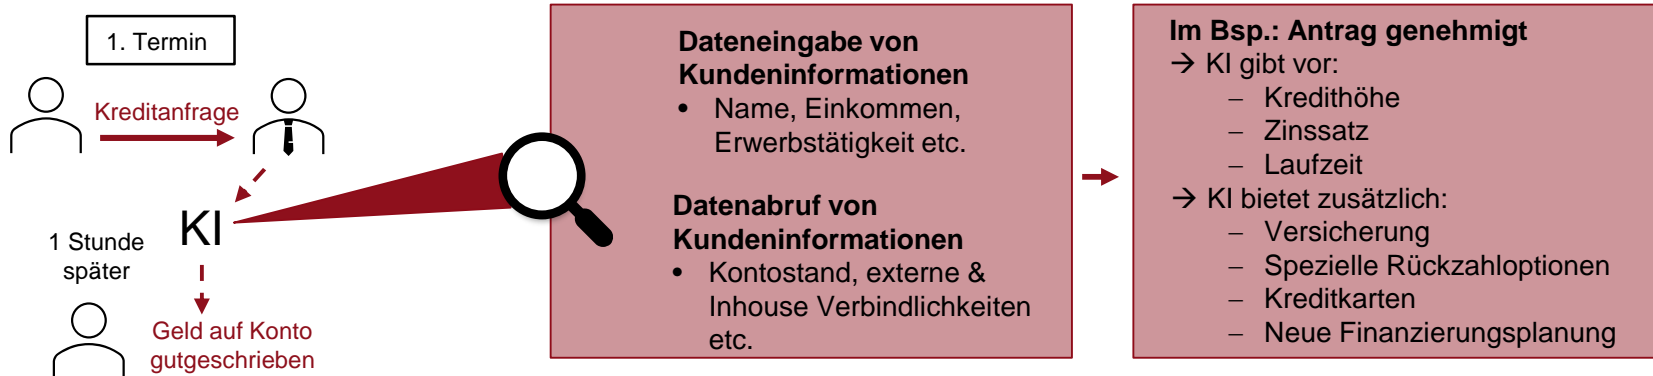 1. Termin
Kreditanfrage
KI
1 Stunde
später
Geld auf Konto
gutgeschrieben
Dateneingabe von
Kundeninformationen
• Name, Einkommen,
Erwerbstätigkeit etc.
Datenabruf von
Kundeninformationen
• Kontostand, externe &
Inhouse Verbindlichkeiten
etc.
Im Bsp.: Antrag genehmigt
→ KI gibt vor:
– Kredithöhe
– Zinssatz
– Laufzeit
→ KI bietet zusätzlich:
– Versicherung
– Spezielle Rückzahloptionen
– Kreditkarten
– Neue Finanzierungsplanung